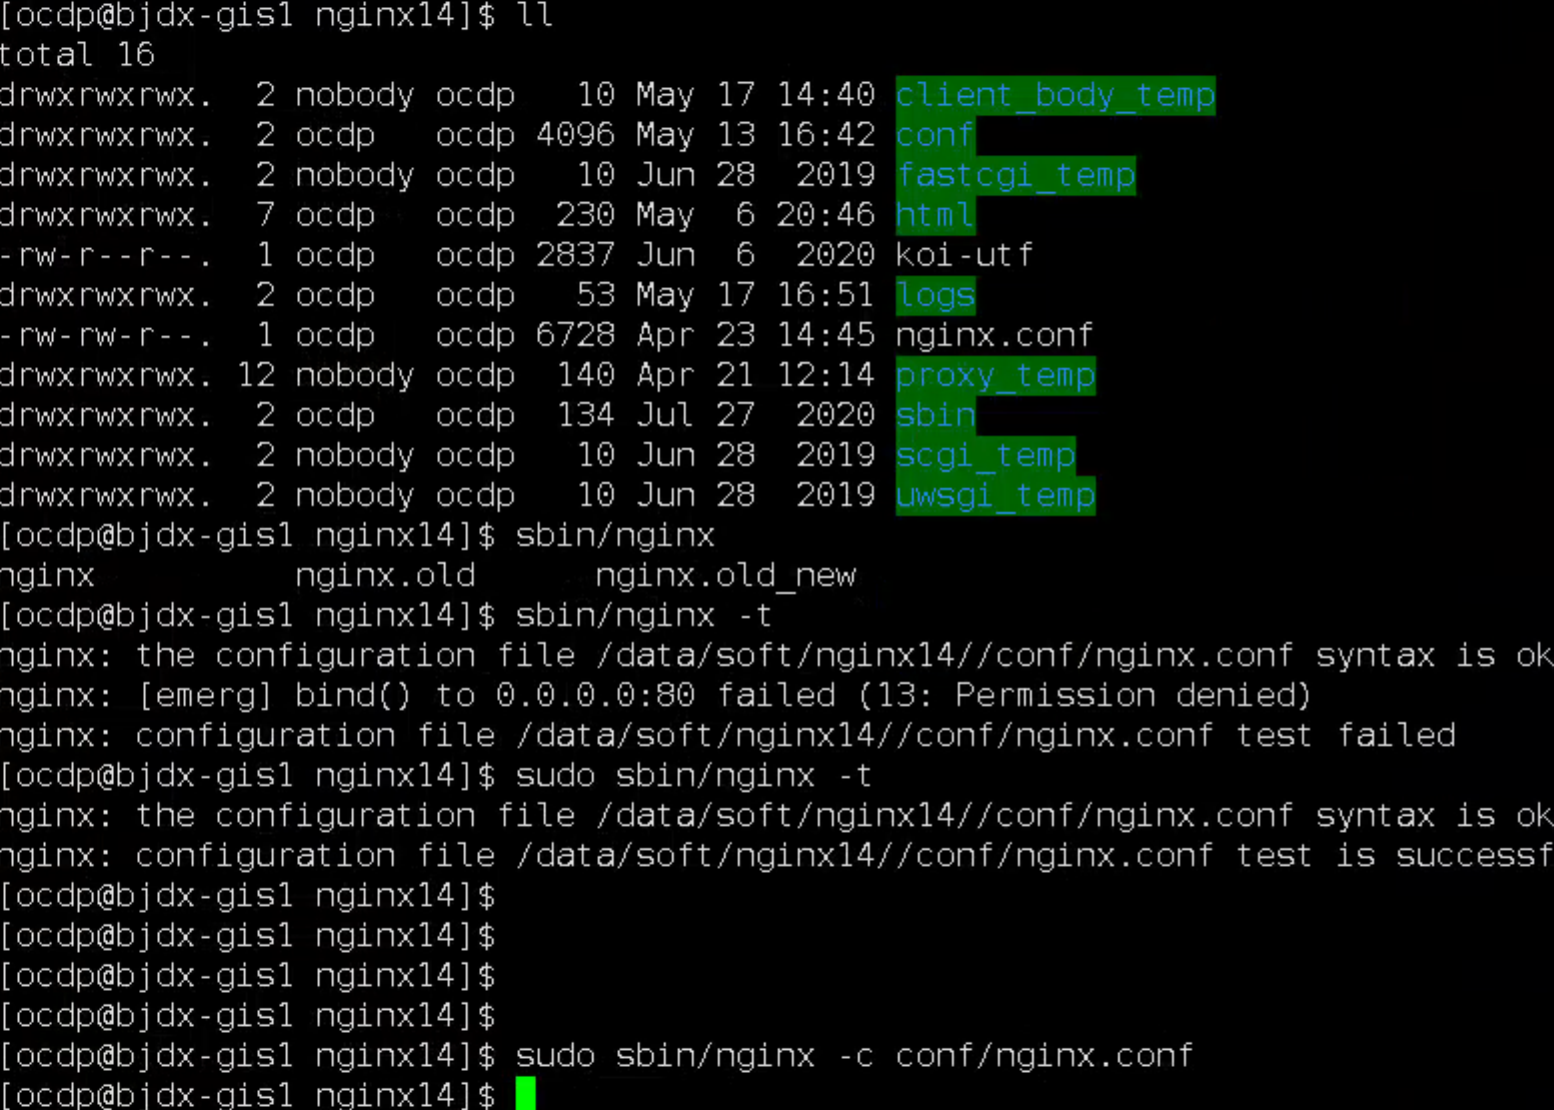 [ocdp@bjdx-gis1 nginx14]$ ll
total 16
drwxrwxrwx.  2 nobody ocdp   10 May 17 14:40 client_body_temp
drwxrwxrwx.  2 ocdp   ocdp 4096 May 13 16:42 conf
drwxrwxrwx.  2 nobody ocdp   10 Jun 28  2019 fastcgi_temp
drwxrwxrwx.  7 ocdp   ocdp  230 May  6 20:46 html
-rw-r--r--.  1 ocdp   ocdp 2837 Jun  6  2020 koi-utf
drwxrwxrwx.  2 ocdp   ocdp   53 May 17 16:51 logs
-rw-rw-r--.  1 ocdp   ocdp 6728 Apr 23 14:45 nginx.conf
drwxrwxrwx. 12 nobody ocdp  140 Apr 21 12:14 proxy_temp
drwxrwxrwx.  2 ocdp   ocdp  134 Jul 27  2020 sbin
drwxrwxrwx.  2 nobody ocdp   10 Jun 28  2019 scgi_temp
drwxrwxrwx.  2 nobody ocdp   10 Jun 28  2019 uwsgi_temp
[ocdp@bjdx-gis1 nginx14]$ sbin/nginx
nginx          nginx.old      nginx.old_new
[ocdp@bjdx-gis1 nginx14]$ sbin/nginx -t
nginx: the configuration file /data/soft/nginx14//conf/nginx.conf syntax is ok
nginx: [emerg] bind() to 0.0.0.0:80 failed (13: Permission denied)
nginx: configuration file /data/soft/nginx14//conf/nginx.conf test failed
[ocdp@bjdx-gis1 nginx14]$ sudo sbin/nginx -t
nginx: the configuration file /data/soft/nginx14//conf/nginx.conf syntax is ok
nginx: configuration file /data/soft/nginx14//conf/nginx.conf test is successf
[ocdp@bjdx-gis1 nginx14]$
[ocdp@bjdx-gis1 nginx14]$
[ocdp@bjdx-gis1 nginx14]$
[ocdp@bjdx-gis1 nginx14]$
[ocdp@bjdx-gis1 nginx14]$ sudo sbin/nginx -c conf/nginx.conf
[ocdp@bjdx-gis1 nginx14]$